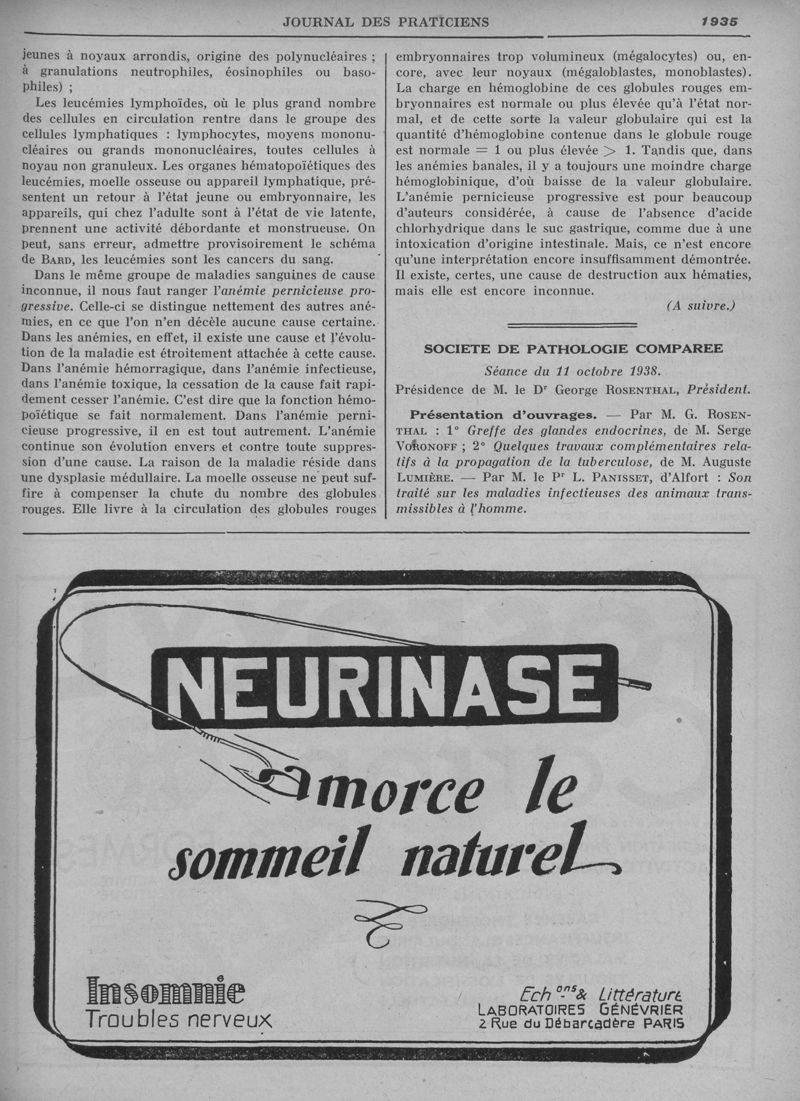 JOURNAL DES PRATICIENS
1935
jeunes à noyaux arrondis, origine des polynucléaires ;
à granulations neutrophiles, éosinophiles ou baso-
philes) ;
Les leucémies lymphoïdes, où le plus grand nombre
des cellules en circulation rentre dans le groupe des
cellules lymphatiques : lymphocytes, moyens mononu-
cléaires ou grands mononucléaires, toutes cellules à
noyau non granuleux. Les organes hématopoïétiques des
leucémies, moelle osseuse ou appareil lymphatique, pré-
sentent un retour à l'état jeune ou embryonnaire, les
appareils, qui chez l'adulte sont à l'état de vie latente,
prennent une activité débordante et monstrueuse. On
peut, sans erreur, admettre provisoirement le schéma
de BARD, les leucémies sont les cancers du sang.
Dans le même groupe de maladies sanguines de cause
inconnue, il nous faut ranger l'anémie pernicieuse pro-
gressive. Celle-ci se distingue nettement des autres ané-
mies, en ce que l'on n'en décèle aucune cause certaine.
Dans les anémies, en effet, il existe une cause et l'évolu-
tion de la maladie est étroitement attachée à cette cause.
Dans l'anémie hémorragique, dans l'anémie infectieuse,
dans l'anémie toxique, la cessation de la cause fait rapi-
dement cesser l'anémie. C'est dire que la fonction hémo-
poïétique se fait normalement. Dans l'anémie perni-
cieuse progressive, il en est tout autrement. L'anémie
continue son évolution envers et contre toute suppres-
sion d'une cause. La raison de la maladie réside dans
une dysplasie médullaire. La moelle osseuse ne peut suf-
fire à compenser la chute du nombre des globules
rouges. Elle livre à la circulation des globules rouges
embryonnaires trop volumineux (mégalocytes) ou, en-
core, avec leur noyaux (mégaloblastes, monoblastes).
La charge en hémoglobine de ces globules rouges em-
bryonnaires est normale ou plus élevée qu'à l'état nor-
mal, et de cette sorte la valeur globulaire qui est la
quantité d'hémoglobine contenue dans le globule rouge
est normale = 1 ou plus élevée > 1. Tandis que, dans
les anémies banales, il y a toujours une moindre charge
hémoglobinique, d'où baisse de la valeur globulaire.
L'anémie pernicieuse progressive est pour beaucoup
d'auteurs considérée, à cause de l'absence d'acide
chlorhydrique dans le suc gastrique, comme due à une
intoxication d'origine intestinale. Mais, ce n'est encore
qu'une interprétation encore insuffisamment démontrée.
Il existe, certes, une cause de destruction aux hématies,
mais elle est encore inconnue.
(A suivre.)
SOCIETE DE PATHOLOGIE COMPAREE
Séance du 11 octobre 1938.
Présidence de M. le Dr George ROSENTHAL, Président.
Présentation d'ouvrages. — Par M. G. ROSEN-
THAL : 1° Greffe des glandes endocrines, de M. Serge
VORONOFF ; 2° Quelques travaux complémentaires rela-
tifs à la propagation de la tuberculose, de M. Auguste
LUMIÈRE. — Par M. le Pr L. PANISSET, d'Alfort : Son
traité sur les maladies infectieuses des animaux trans-
missibles à l'homme.
NEURINASE
amorce le
sommeil naturel
Insomnie
Troubles nerveux
Echons & Littérature
LABORATOIRES GÉNÉVRIER
2 Rue du Débarcadère PARIS